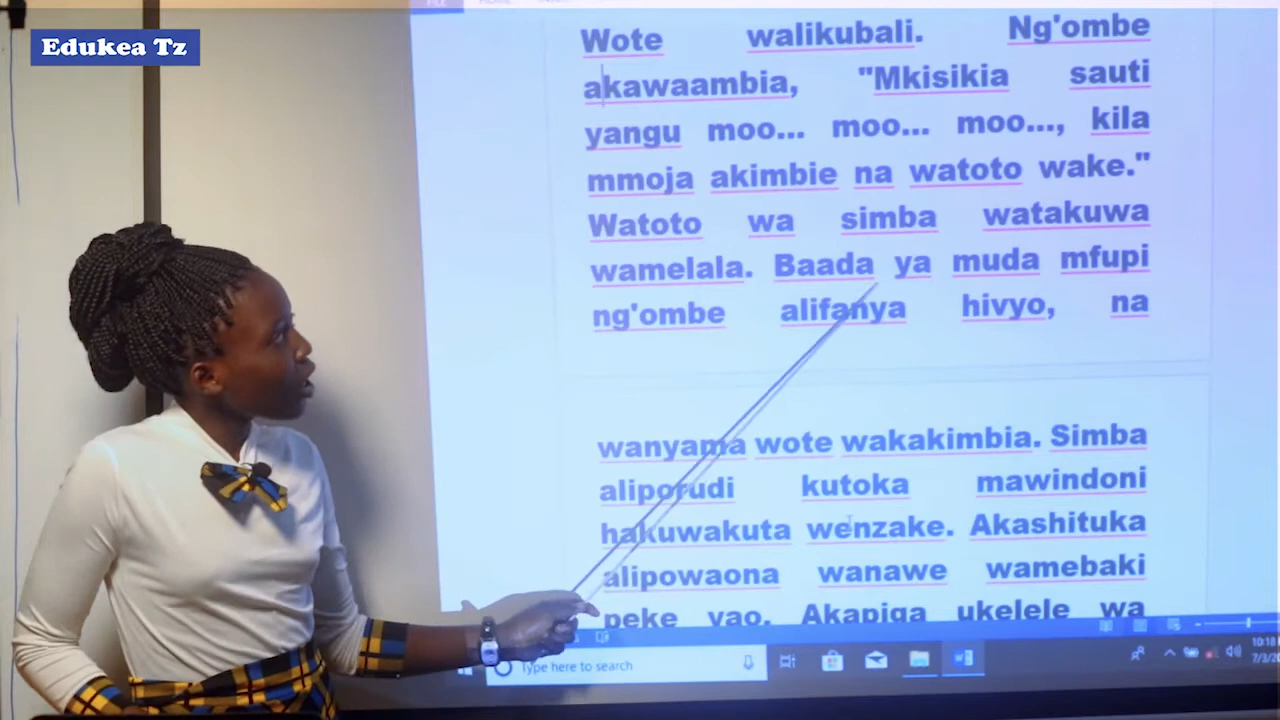 Edukea Tz
Wote walikubali. Ng'ombe
akawaambia, "Mkisikia sauti
yangu moo... moo... moo..., kila
mmoja akimbie na watoto wake."
Watoto wa simba watakuwa
wamelala. Baada ya muda mfupi
ng'ombe alifanya hivyo, na
wanyama wote wakakimbia. Simba
aliporudi kutoka mawindoni
hakuwakuta wenzake. Akashituka
alipowaona wanawe wamebaki
peke yao. Akapiga ukelele wa
Type here to search
10:18